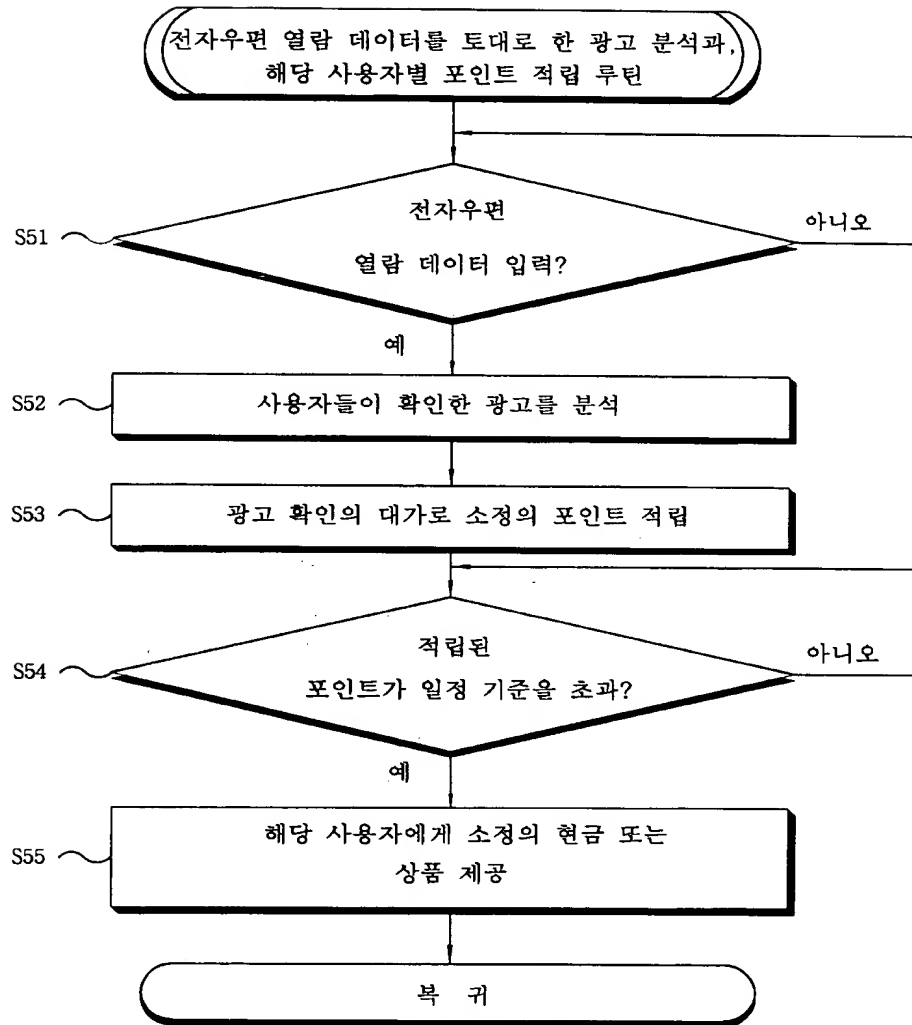 전자우편 열람 데이터를 토대로 한 광고 분석과,
해당 사용자별 포인트 적립 루틴
S51
전자우편
열람 데이터 입력?
아니오
예
S52
사용자들이 확인한 광고를 분석
S53
광고 확인의 대가로 소정의 포인트 적립
S54
적립된
포인트가 일정 기준을 초과?
아니오
예
S55
해당 사용자에게 소정의 현금 또는
상품 제공
복 귀